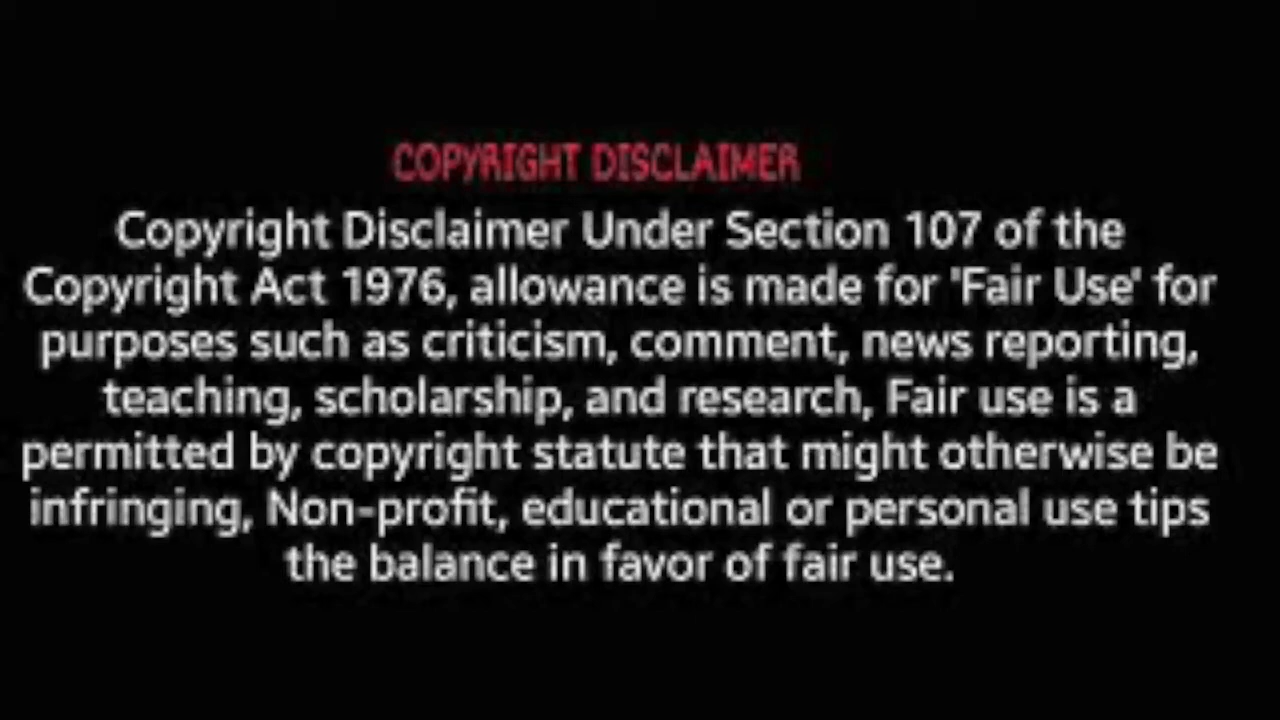 COPYRIGHT DISCLAIMER
Copyright Disclaimer Under Section 107 of the
Copyright Act 1976, allowance is made for 'Fair Use' for
purposes such as criticism, comment, news reporting,
teaching, scholarship, and research, Fair use is a
permitted by copyright statute that might otherwise be
infringing, Non-profit, educational or personal use tips
the balance in favor of fair use.